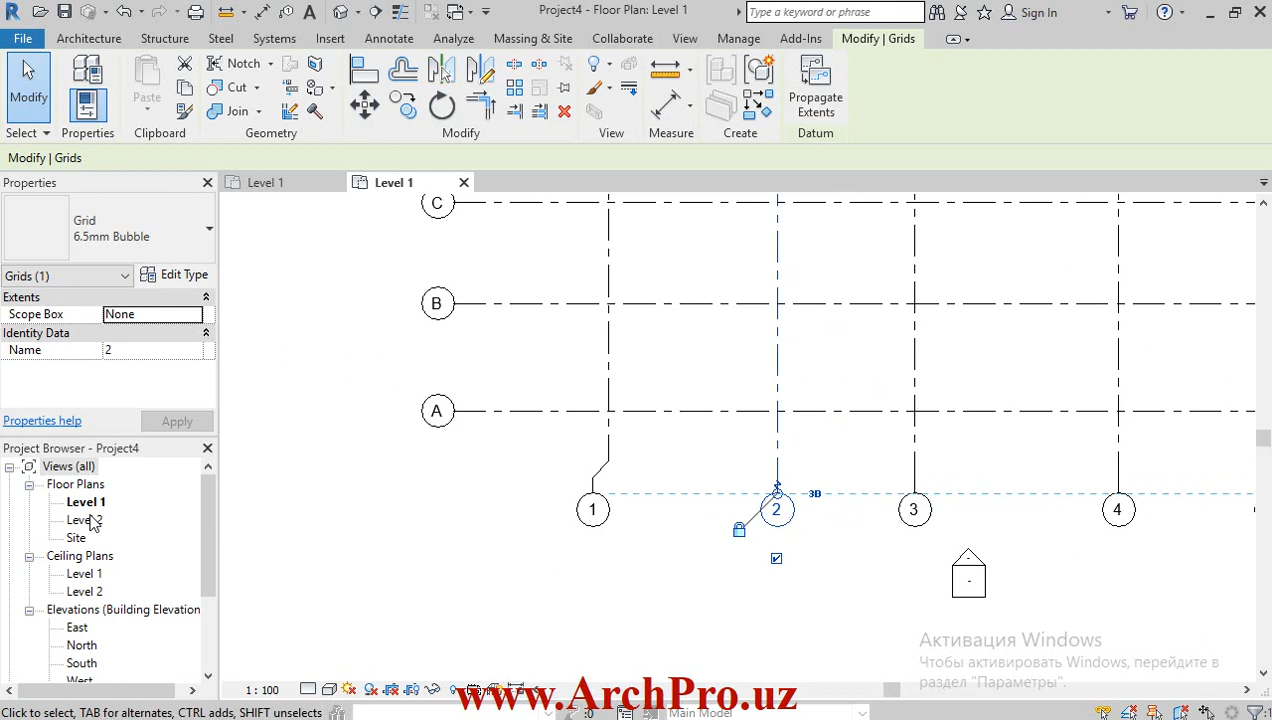 Project4 - Floor Plan: Level 1
Type a keyword or phrase
Sign In
File Architecture Structure Steel Systems Insert Annotate Analyze Massing & Site Collaborate View Manage Add-Ins Modify | Grids
Modify
Paste
Notch
Cut
Join
Propagate
Extents
Select Properties Clipboard Geometry Modify View Measure Create Datum
Modify | Grids
Properties
Level 1
Level 1
Grid
6.5mm Bubble
Grids (1)
Edit Type
Extents
Scope Box None
Identity Data
Name 2
Properties help
Apply
Project Browser - Project4
Views (all)
Floor Plans
Level 1
Level 2
Site
Ceiling Plans
Level 1
Level 2
Elevations (Building Elevation
East
North
South
West
C
B
A
3D
1 2 3 4
Активация Windows
Чтобы активировать Windows, перейдите в
раздел "Параметры".
1 : 100
www.ArchPro.uz
Click to select, TAB for alternates, CTRL adds, SHIFT unselects
:0
Main Model
:1